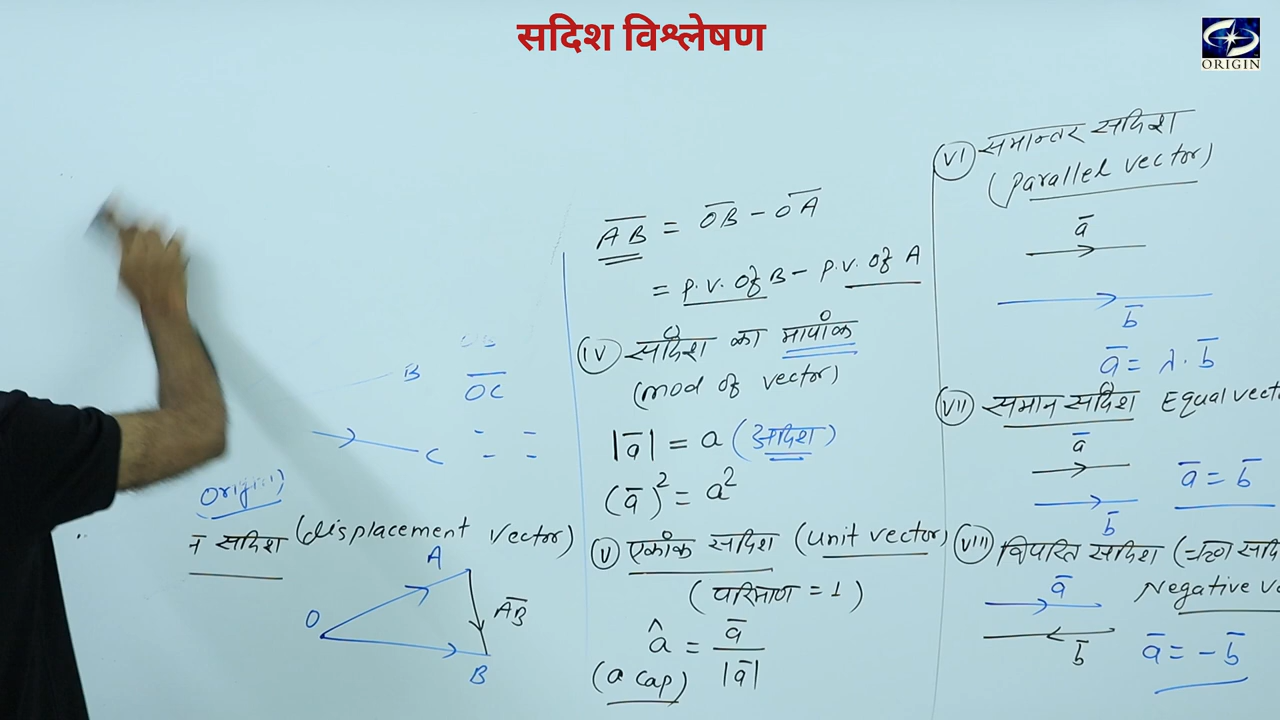 सदिश विश्लेषण
ORIGIN
B
OC
C
Origin)
न सदिश (displacement vector)
A
O
AB
B
AB = OB - OA
= P.V. of B - P.V. of A
(IV) सदिश का मापांक
(mod of vector)
|a| = a (अदिश)
(a)² = a²
(V) एकांक सदिश (unit vector)
(परिमाण = 1)
â = a / |a|
(a cap)
(VI) समान्तर सदिश
(Parallel vector)
a
b
a = λ. b
(VII) समान सदिश Equal vect
a
b
a = b
(VIII) विपरित सदिश
Negative ve
a
b
a = - b